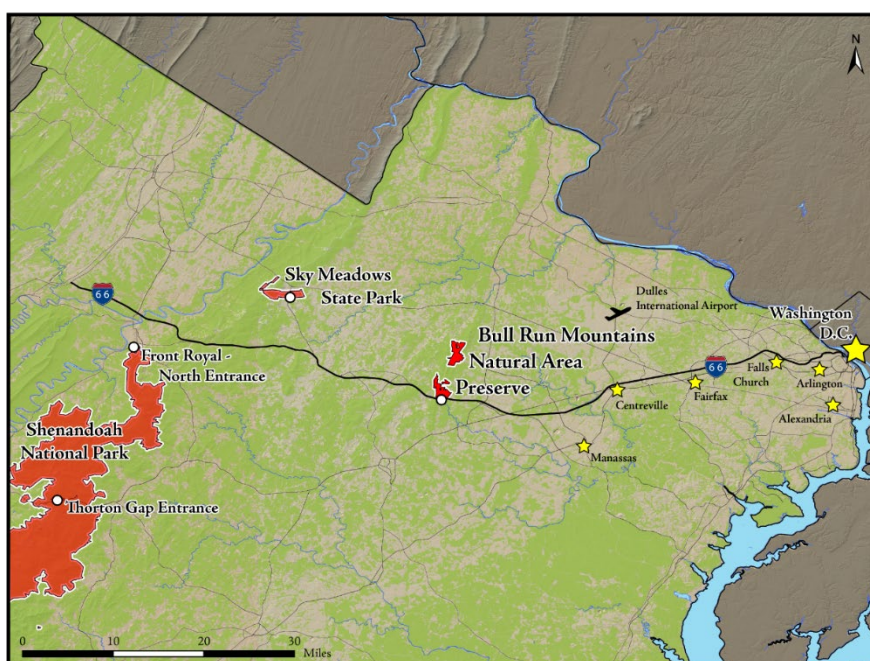 N
66
Sky Meadows
State Park
Dulles
International Airport
Washington
D.C.
Bull Run Mountains
Natural Area
Preserve
Front Royal -
North Entrance
66
Falls
Church
Arlington
Fairfax
Centreville
Alexandria
Shenandoah
National Park
Manassas
Thorton Gap Entrance
0 10 20 30
Miles